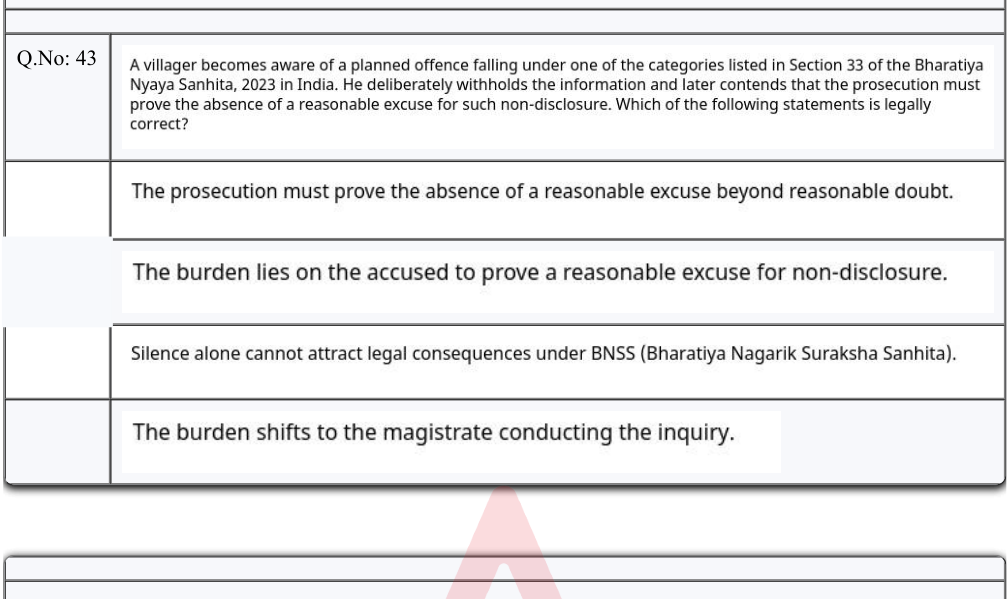 Q.No: 43
A villager becomes aware of a planned offence falling under one of the categories listed in Section 33 of the Bharatiya
Nyaya Sanhita, 2023 in India. He deliberately withholds the information and later contends that the prosecution must
prove the absence of a reasonable excuse for such non-disclosure. Which of the following statements is legally
correct?
The prosecution must prove the absence of a reasonable excuse beyond reasonable doubt.
The burden lies on the accused to prove a reasonable excuse for non-disclosure.
Silence alone cannot attract legal consequences under BNSS (Bharatiya Nagarik Suraksha Sanhita).
The burden shifts to the magistrate conducting the inquiry.